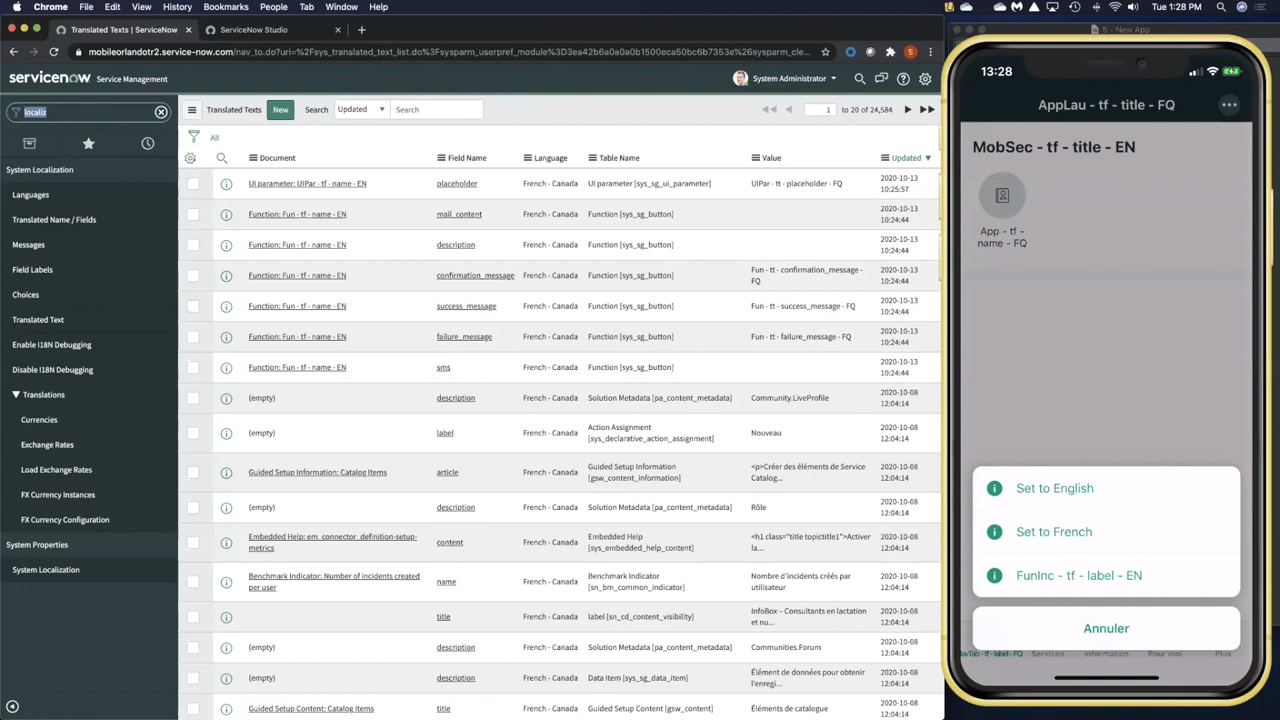 Chrome File Edit View History Bookmarks People Tab Window Help
Tue 1:28 PM
Translated Texts | ServiceNow
ServiceNow Studio
5 - New App
servicenow Service Management
System Administrator
localiz
Translated Texts New Search Updated Search
1 to 20 of 24,584
All
Document Field Name Language Table Name Value Updated
UI parameter: UIPar - tf - name - EN placeholder French - Canada UI parameter [sys_sg_ui_parameter] UIPar - tt - placeholder - FQ 2020-10-13 10:25:57
Function: Fun - tf - name - EN mail_content French - Canada Function [sys_sg_button] 2020-10-13 10:24:44
Function: Fun - tf - name - EN description French - Canada Function [sys_sg_button] 2020-10-13 10:24:44
Function: Fun - tf - name - EN confirmation_message French - Canada Function [sys_sg_button] Fun - tt - confirmation_message - FQ 2020-10-13 10:24:44
Function: Fun - tf - name - EN success_message French - Canada Function [sys_sg_button] Fun - tt - success_message - FQ 2020-10-13 10:24:44
Function: Fun - tf - name - EN failure_message French - Canada Function [sys_sg_button] Fun - tt - failure_message - FQ 2020-10-13 10:24:44
Function: Fun - tf - name - EN sms French - Canada Function [sys_sg_button] 2020-10-13 10:24:44
(empty) description French - Canada Solution Metadata [pa_content_metadata] Community.LiveProfile 2020-10-08 12:04:14
(empty) label French - Canada Action Assignment [sys_declarative_action_assignment] Nouveau 2020-10-08 12:04:14
Guided Setup Information: Catalog Items article French - Canada Guided Setup Information [gsw_content_information] <p>Créer des éléments de Service Catalog... 2020-10-08 12:04:14
(empty) description French - Canada Solution Metadata [pa_content_metadata] Rôle 2020-10-08 12:04:14
Embedded Help: em_connector_definition-setup-metrics content French - Canada Embedded Help [sys_embedded_help_content] <h1 class="title topictitle1">Activer la... 2020-10-08 12:04:14
Benchmark Indicator: Number of incidents created per user name French - Canada Benchmark Indicator [sn_bm_common_indicator] Nombre d'incidents créés par utilisateur 2020-10-08 12:04:14
title French - Canada label [sn_cd_content_visibility] InfoBox – Consultants en lactation et nu... 2020-10-08 12:04:14
(empty) description French - Canada Solution Metadata [pa_content_metadata] Communities.Forum 2020-10-08 12:04:14
(empty) description French - Canada Data Item [sys_sg_data_item] Élément de données pour obtenir l'enregi... 2020-10-08 12:04:14
Guided Setup Content: Catalog Items title French - Canada Guided Setup Content [gsw_content] Éléments de catalogue 2020-10-08
System Localization
Languages
Translated Name / Fields
Messages
Field Labels
Choices
Translated Text
Enable I18N Debugging
Disable I18N Debugging
Translations
Currencies
Exchange Rates
Load Exchange Rates
FX Currency Instances
FX Currency Configuration
System Properties
System Localization
13:28
AppLau - tf - title - FQ
MobSec - tf - title - EN
App - tf -
name - FQ
Set to English
Set to French
FunInc - tf - label - EN
Annuler
Services Information Pour moi Plus